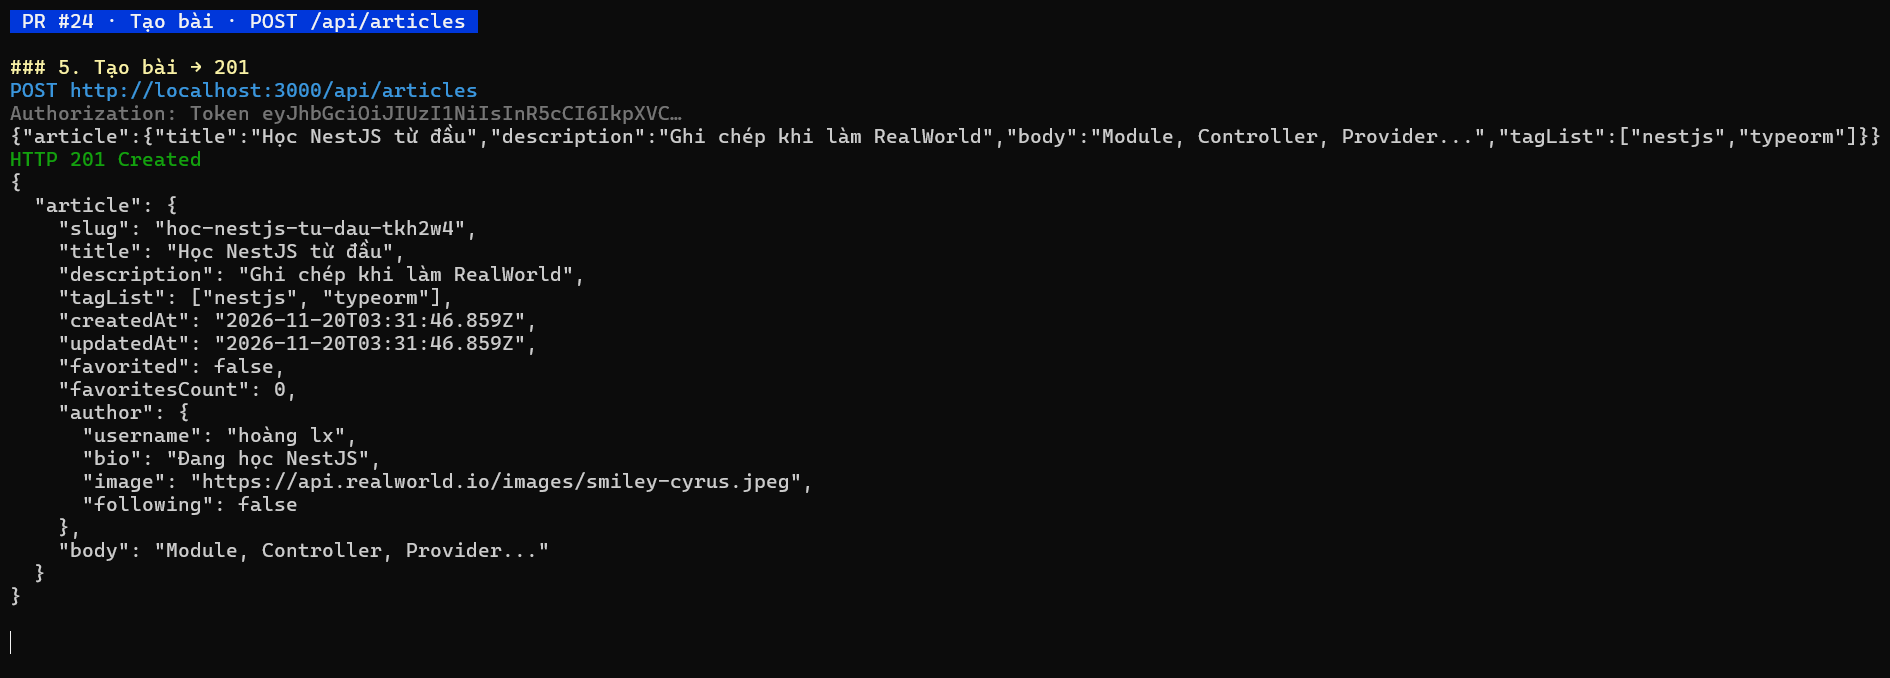 PR #24 · Tạo bài · POST /api/articles
### 5. Tạo bài → 201
POST http://localhost:3000/api/articles
Authorization: Token eyJhbGciOiJIUzI1NiIsInR5cCI6IkpXVC…
{"article":{"title":"Học NestJS từ đầu","description":"Ghi chép khi làm RealWorld","body":"Module, Controller, Provider...","tagList":["nestjs","typeorm"]}}
HTTP 201 Created
{
  "article": {
    "slug": "hoc-nestjs-tu-dau-tkh2w4",
    "title": "Học NestJS từ đầu",
    "description": "Ghi chép khi làm RealWorld",
    "tagList": ["nestjs", "typeorm"],
    "createdAt": "2026-11-20T03:31:46.859Z",
    "updatedAt": "2026-11-20T03:31:46.859Z",
    "favorited": false,
    "favoritesCount": 0,
    "author": {
      "username": "hoàng lx",
      "bio": "Đang học NestJS",
      "image": "https://api.realworld.io/images/smiley-cyrus.jpeg",
      "following": false
    },
    "body": "Module, Controller, Provider..."
  }
}